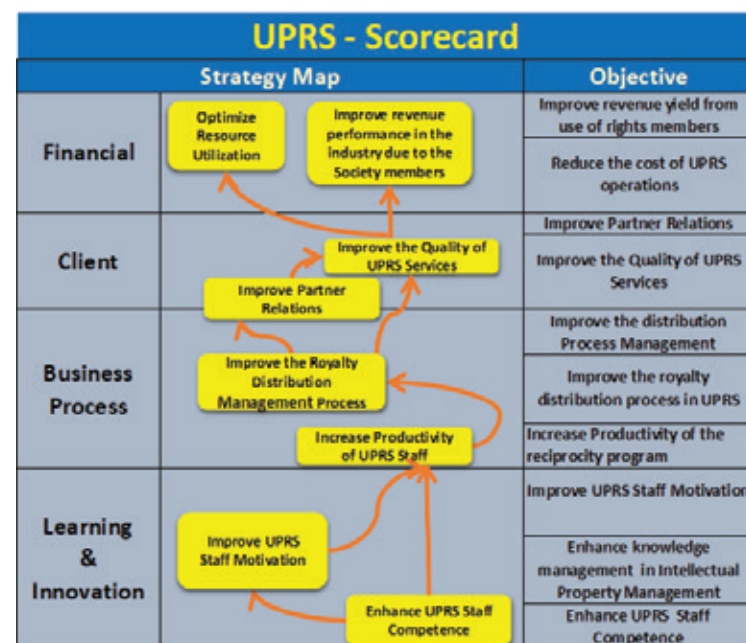 UPRS - Scorecard
Strategy Map
Objective
Financial
Optimize
Resource
Utilization
Improve revenue
performance in the
industry due to the
Society members
Improve revenue yield from
use of rights members
Reduce the cost of UPRS
operations
Client
Improve the Quality of
UPRS Services
Improve Partner
Relations
Improve Partner Relations
Improve the Quality of UPRS
Services
Business
Process
Improve the Royalty
Distribution
Management Process
Increase Productivity
of UPRS Staff
Improve the distribution
Process Management
Improve the royalty
distribution process in UPRS
Increase Productivity of the
reciprocity program
Learning
&
Innovation
Improve UPRS
Staff Motivation
Enhance UPRS Staff
Competence
Improve UPRS Staff Motivation
Enhance knowledge
management in Intellectual
Property Management
Enhance UPRS Staff
Competence